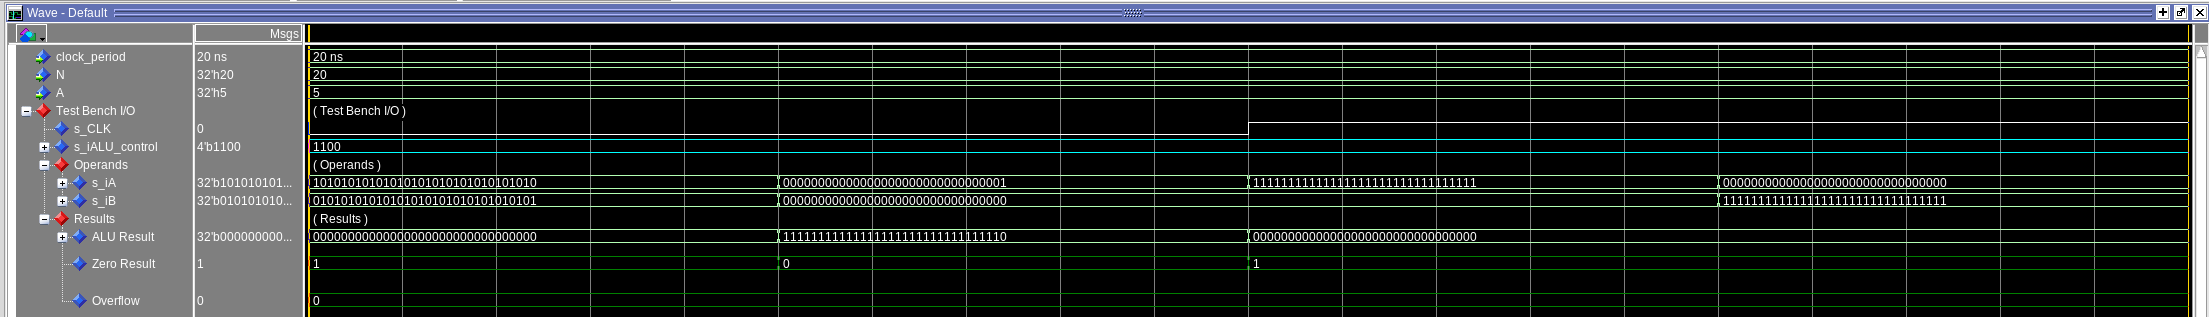 Wave - Default
Msgs
clock_period 20 ns 20 ns
N 32'h20 20
A 32'h5 5
Test Bench I/O ( Test Bench I/O )
s_CLK 0
s_iALU_control 4'b1100 1100
Operands ( Operands )
s_iA 32'b101010101... 10101010101010101010101010101010 00000000000000000000000000000001 11111111111111111111111111111111 00000000000000000000000000000000
s_iB 32'b010101010... 01010101010101010101010101010101 00000000000000000000000000000000 11111111111111111111111111111111
Results ( Results )
ALU Result 32'b000000000... 00000000000000000000000000000000 11111111111111111111111111111110 00000000000000000000000000000000
Zero Result 1 1 0 1
Overflow 0 0